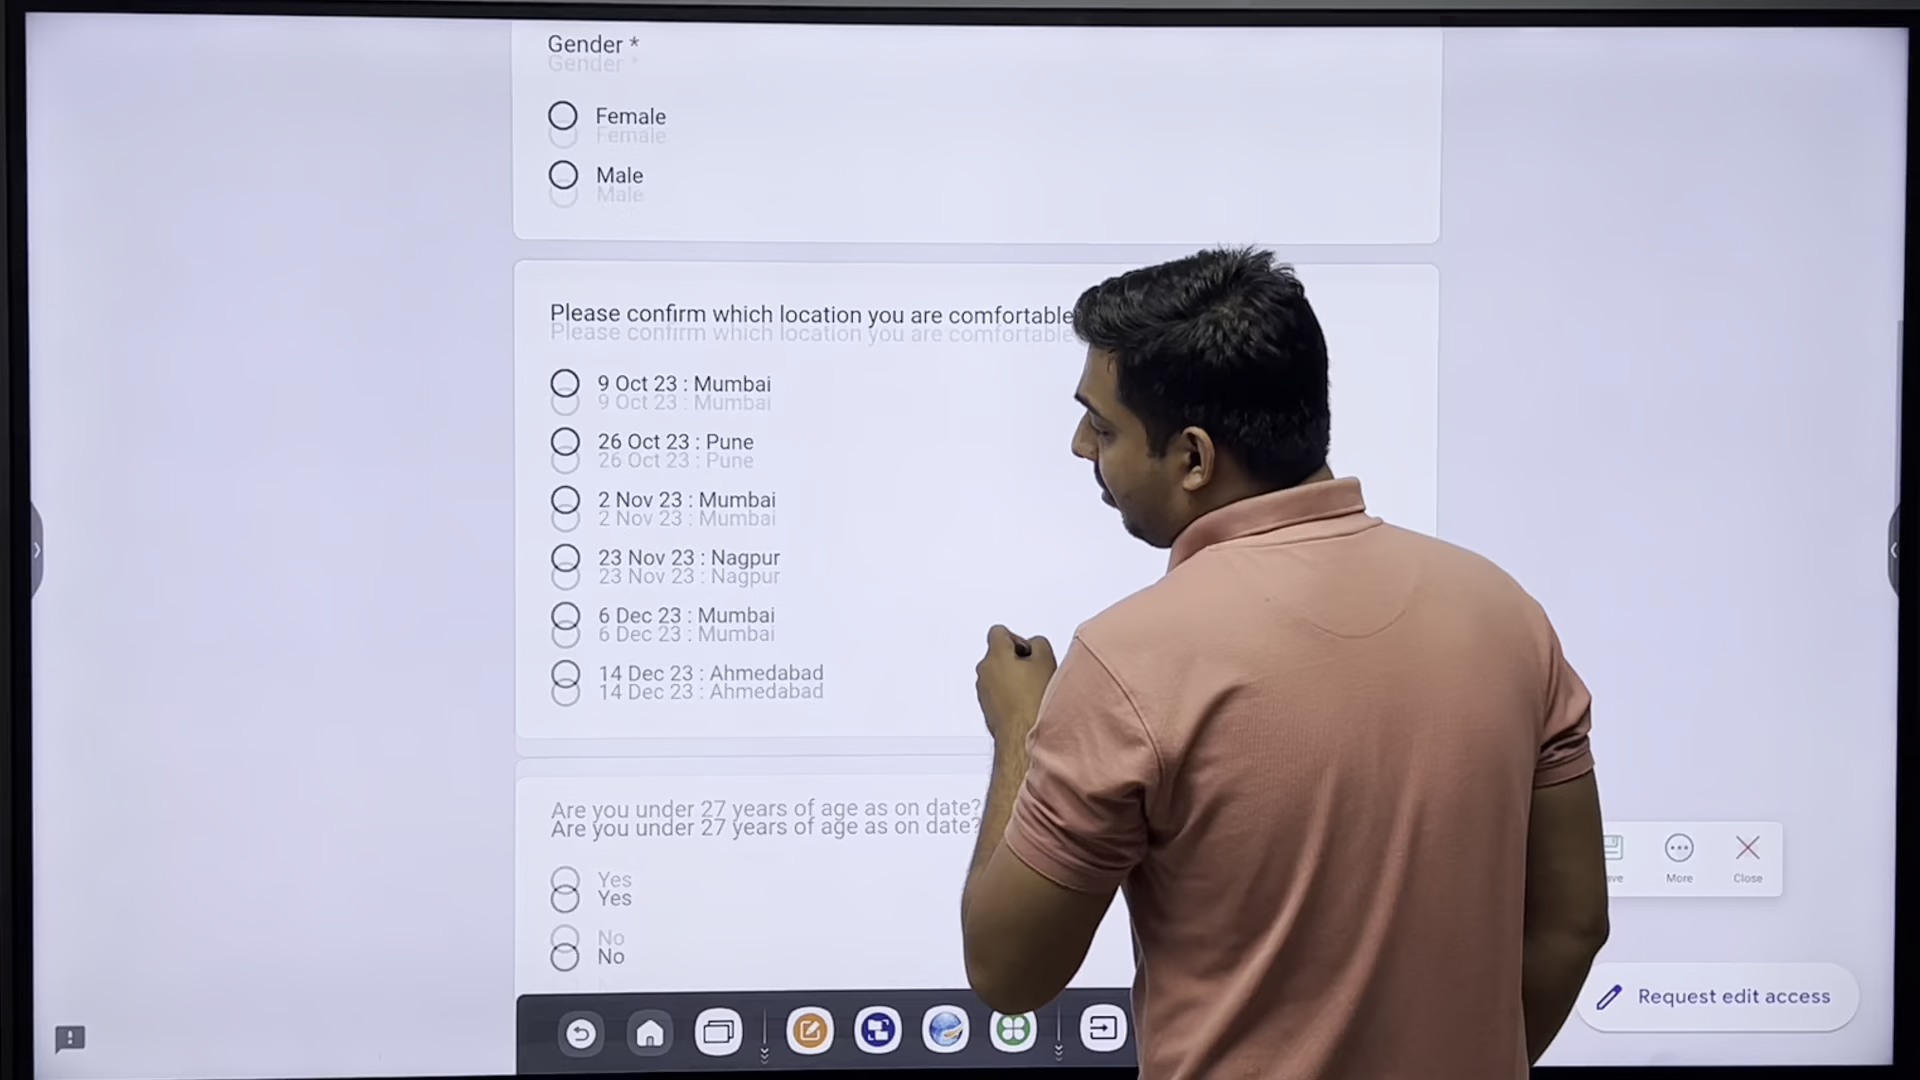 Gender *
Female
Male
Please confirm which location you are comfortable
9 Oct 23 : Mumbai
26 Oct 23 : Pune
2 Nov 23 : Mumbai
23 Nov 23 : Nagpur
6 Dec 23 : Mumbai
14 Dec 23 : Ahmedabad
Are you under 27 years of age as on date?
Yes
No
More
Close
Request edit access